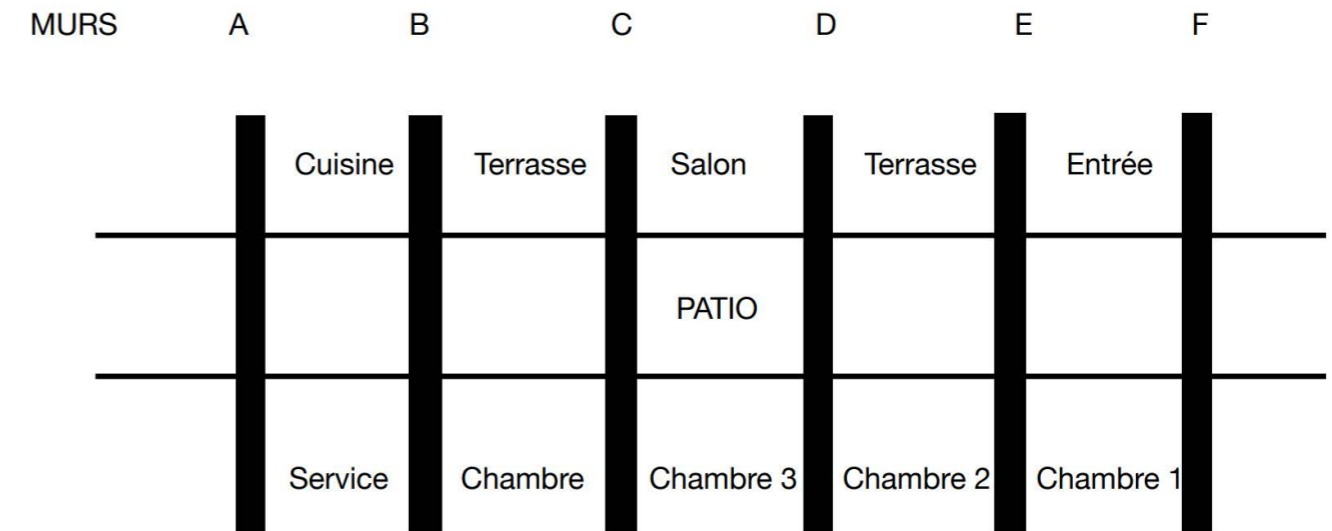 MURS A B C D E F
Cuisine Terrasse Salon Terrasse Entrée
PATIO
Service Chambre Chambre 3 Chambre 2 Chambre 1